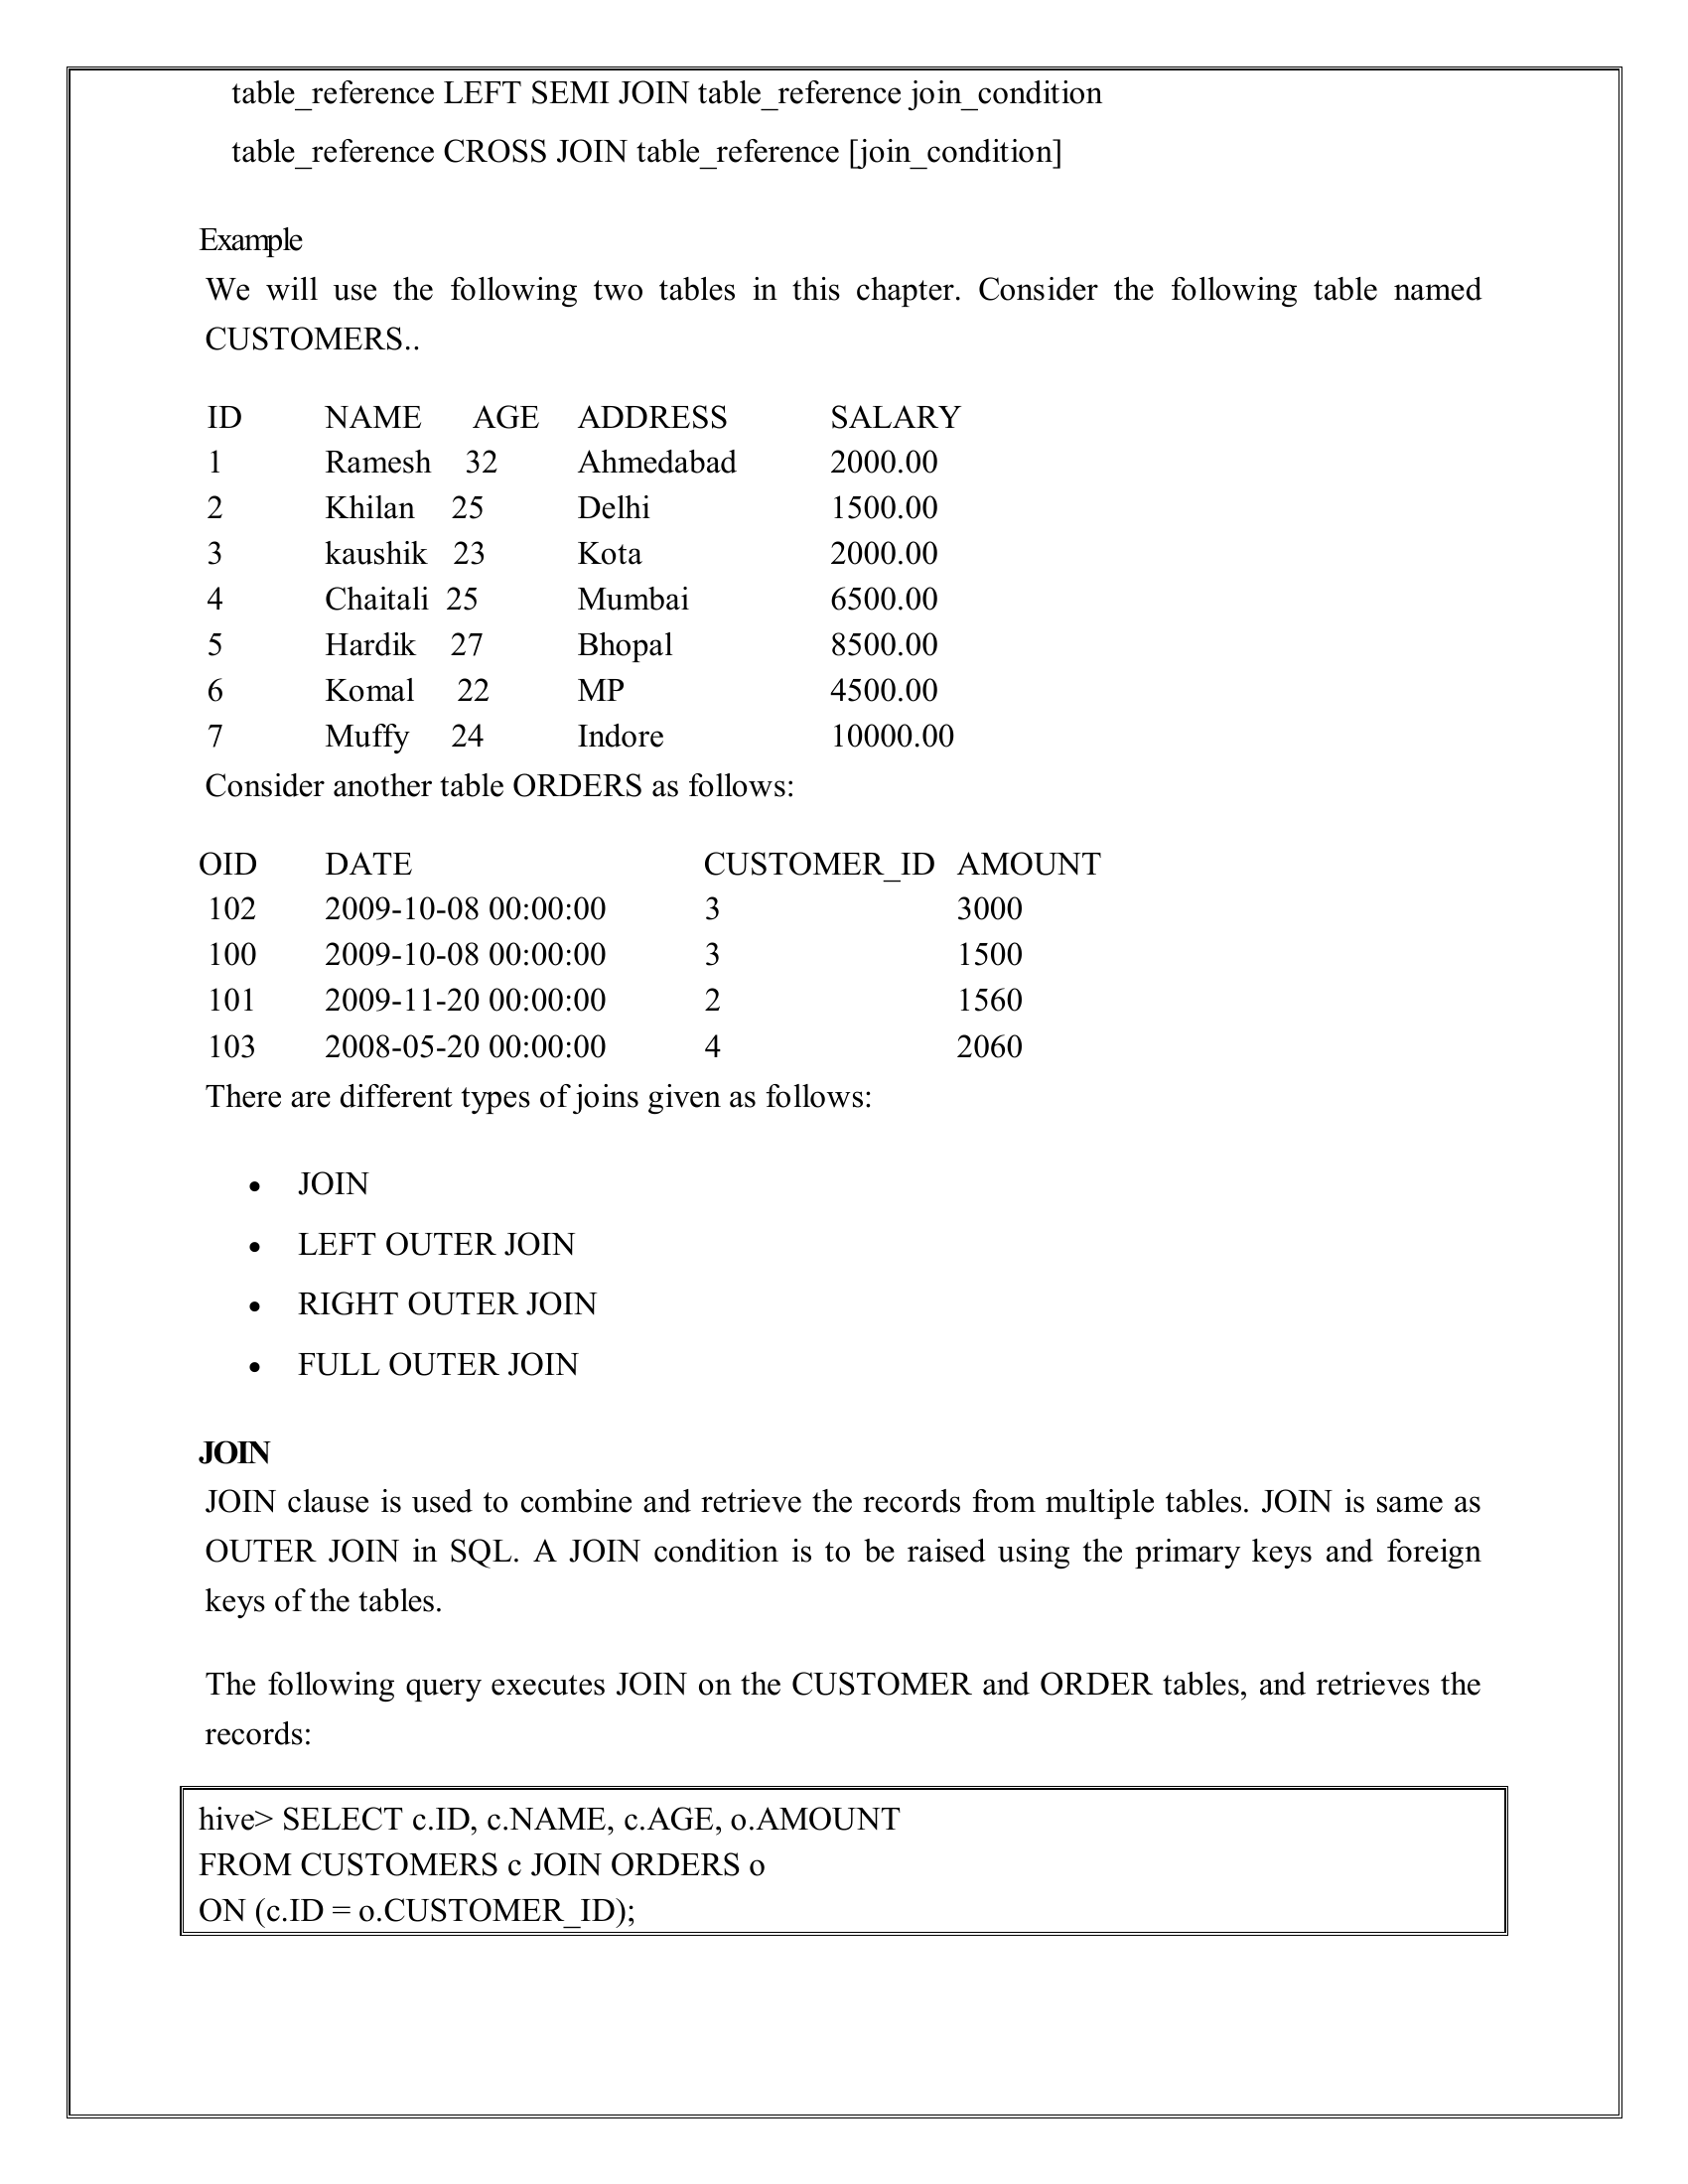 table_reference LEFT SEMI JOIN table_reference join_condition
table_reference CROSS JOIN table_reference [join_condition]
Example
We will use the following two tables in this chapter. Consider the following table named
CUSTOMERS..
ID NAME AGE ADDRESS SALARY
1 Ramesh 32 Ahmedabad 2000.00
2 Khilan 25 Delhi 1500.00
3 kaushik 23 Kota 2000.00
4 Chaitali 25 Mumbai 6500.00
5 Hardik 27 Bhopal 8500.00
6 Komal 22 MP 4500.00
7 Muffy 24 Indore 10000.00
Consider another table ORDERS as follows:
OID DATE CUSTOMER_ID AMOUNT
102 2009-10-08 00:00:00 3 3000
100 2009-10-08 00:00:00 3 1500
101 2009-11-20 00:00:00 2 1560
103 2008-05-20 00:00:00 4 2060
There are different types of joins given as follows:
• JOIN
• LEFT OUTER JOIN
• RIGHT OUTER JOIN
• FULL OUTER JOIN
JOIN
JOIN clause is used to combine and retrieve the records from multiple tables. JOIN is same as
OUTER JOIN in SQL. A JOIN condition is to be raised using the primary keys and foreign
keys of the tables.
The following query executes JOIN on the CUSTOMER and ORDER tables, and retrieves the
records:
hive> SELECT c.ID, c.NAME, c.AGE, o.AMOUNT
FROM CUSTOMERS c JOIN ORDERS o
ON (c.ID = o.CUSTOMER_ID);